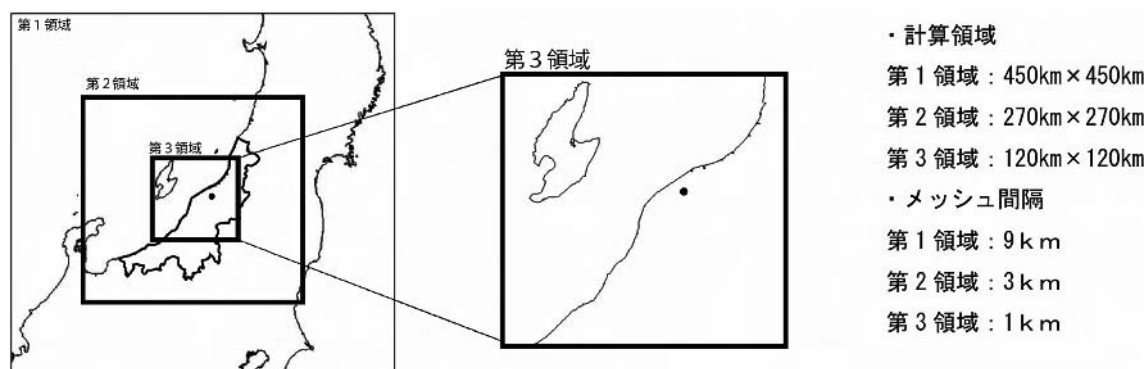 第1領域
第2領域
第3領域
第3領域
・計算領域
第1領域：450km×450km
第2領域：270km×270km
第3領域：120km×120km
・メッシュ間隔
第1領域：9km
第2領域：3km
第3領域：1km